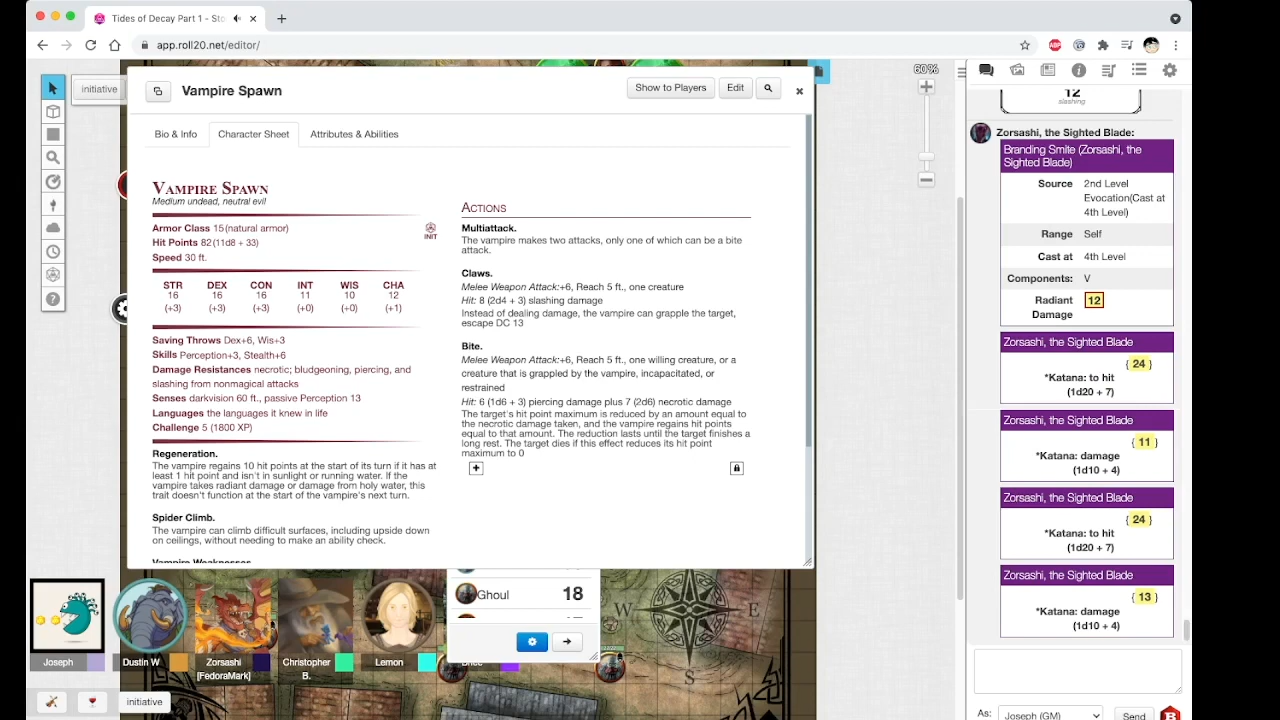 Tides of Decay Part 1 - Sto
app.roll20.net/editor/
ABP
initiative
Vampire Spawn
Show to Players
Edit
Bio & Info
Character Sheet
Attributes & Abilities
VAMPIRE SPAWN
Medium undead, neutral evil
Armor Class 15(natural armor)
Hit Points 82(11d8 + 33)
Speed 30 ft.
INIT
STR DEX CON INT WIS CHA
16 16 16 11 10 12
(+3) (+3) (+3) (+0) (+0) (+1)
Saving Throws Dex+6, Wis+3
Skills Perception+3, Stealth+6
Damage Resistances necrotic; bludgeoning, piercing, and
slashing from nonmagical attacks
Senses darkvision 60 ft., passive Perception 13
Languages the languages it knew in life
Challenge 5 (1800 XP)
Regeneration.
The vampire regains 10 hit points at the start of its turn if it has at
least 1 hit point and isn't in sunlight or running water. If the
vampire takes radiant damage or damage from holy water, this
trait doesn't function at the start of the vampire's next turn.
Spider Climb.
The vampire can climb difficult surfaces, including upside down
on ceilings, without needing to make an ability check.
Vampire Weaknesses
ACTIONS
Multiattack.
The vampire makes two attacks, only one of which can be a bite
attack.
Claws.
Melee Weapon Attack:+6, Reach 5 ft., one creature
Hit: 8 (2d4 + 3) slashing damage
Instead of dealing damage, the vampire can grapple the target,
escape DC 13
Bite.
Melee Weapon Attack:+6, Reach 5 ft., one willing creature, or a
creature that is grappled by the vampire, incapacitated, or
restrained
Hit: 6 (1d6 + 3) piercing damage plus 7 (2d6) necrotic damage
The target's hit point maximum is reduced by an amount equal to
the necrotic damage taken, and the vampire regains hit points
equal to that amount. The reduction lasts until the target finishes a
long rest. The target dies if this effect reduces its hit point
maximum to 0
60%
Ghoul 18
W E
S
Joseph
Dustin W
Zorsashi
[FedoraMark]
Christopher
B.
Lemon
initiative
12
slashing
Zorsashi, the Sighted Blade:
Branding Smite (Zorsashi, the
Sighted Blade)
Source 2nd Level
Evocation(Cast at
4th Level)
Range Self
Cast at 4th Level
Components: V
Radiant 12
Damage
Zorsashi, the Sighted Blade
{24}
*Katana: to hit
(1d20 + 7)
Zorsashi, the Sighted Blade
{11}
*Katana: damage
(1d10 + 4)
Zorsashi, the Sighted Blade
{24}
*Katana: to hit
(1d20 + 7)
Zorsashi, the Sighted Blade
{13}
*Katana: damage
(1d10 + 4)
As: Joseph (GM) Send